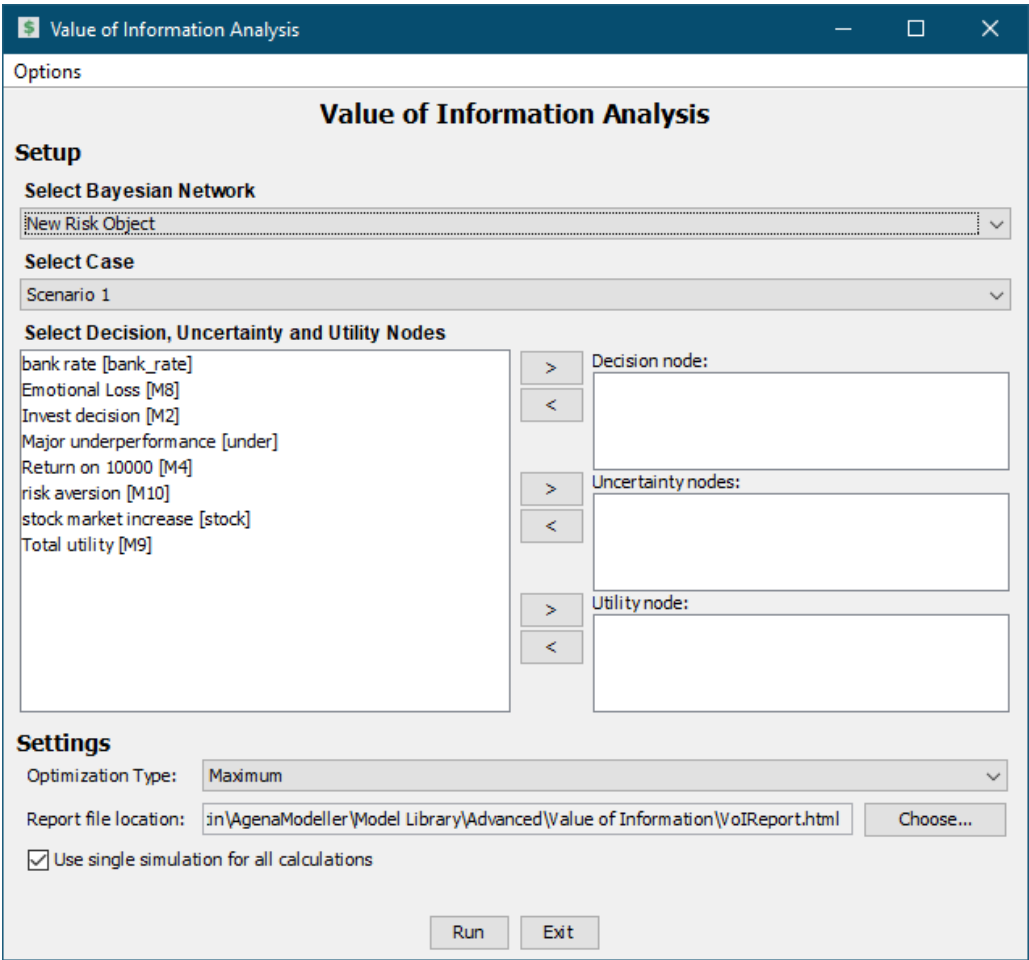 Value of Information Analysis
Options
Value of Information Analysis
Setup
Select Bayesian Network
New Risk Object
Select Case
Scenario 1
Select Decision, Uncertainty and Utility Nodes
bank rate [bank_rate]
Emotional Loss [M8]
Invest decision [M2]
Major underperformance [under]
Return on 10000 [M4]
risk aversion [M10]
stock market increase [stock]
Total utility [M9]
>
<
Decision node:
>
<
Uncertainty nodes:
>
<
Utility node:
Settings
Optimization Type: Maximum
Report file location: :in\AgenaModeller\Model Library\Advanced\Value of Information\VoIReport.html Choose...
Use single simulation for all calculations
Run Exit